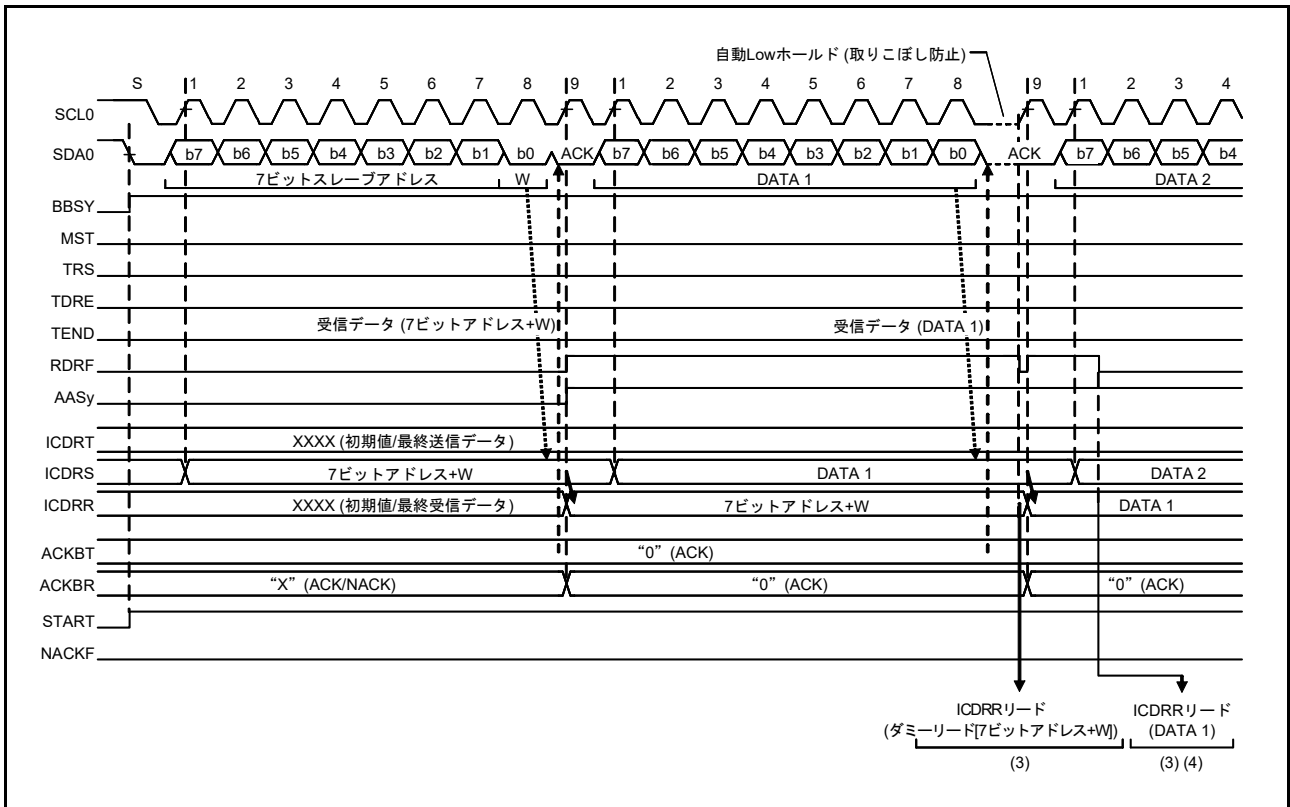 自動Lowホールド (取りこぼし防止)
S 1 2 3 4 5 6 7 8 9 1 2 3 4 5 6 7 8 9 1 2 3 4
SCL0
SDA0 b7 b6 b5 b4 b3 b2 b1 b0 ACK b7 b6 b5 b4 b3 b2 b1 b0 ACK b7 b6 b5 b4
7ビットスレーブアドレス W DATA 1 DATA 2
BBSY
MST
TRS
TDRE
受信データ (7ビットアドレス+W) 受信データ (DATA 1)
TEND
RDRF
AASy
ICDRT XXXX (初期値/最終送信データ)
ICDRS 7ビットアドレス+W DATA 1 DATA 2
ICDRR XXXX (初期値/最終受信データ) 7ビットアドレス+W DATA 1
ACKBT “0” (ACK)
ACKBR “X” (ACK/NACK) “0” (ACK) “0” (ACK)
START
NACKF
ICDRRリード ICDRRリード
(ダミーリード[7ビットアドレス+W]) (DATA 1)
(3) (3) (4)